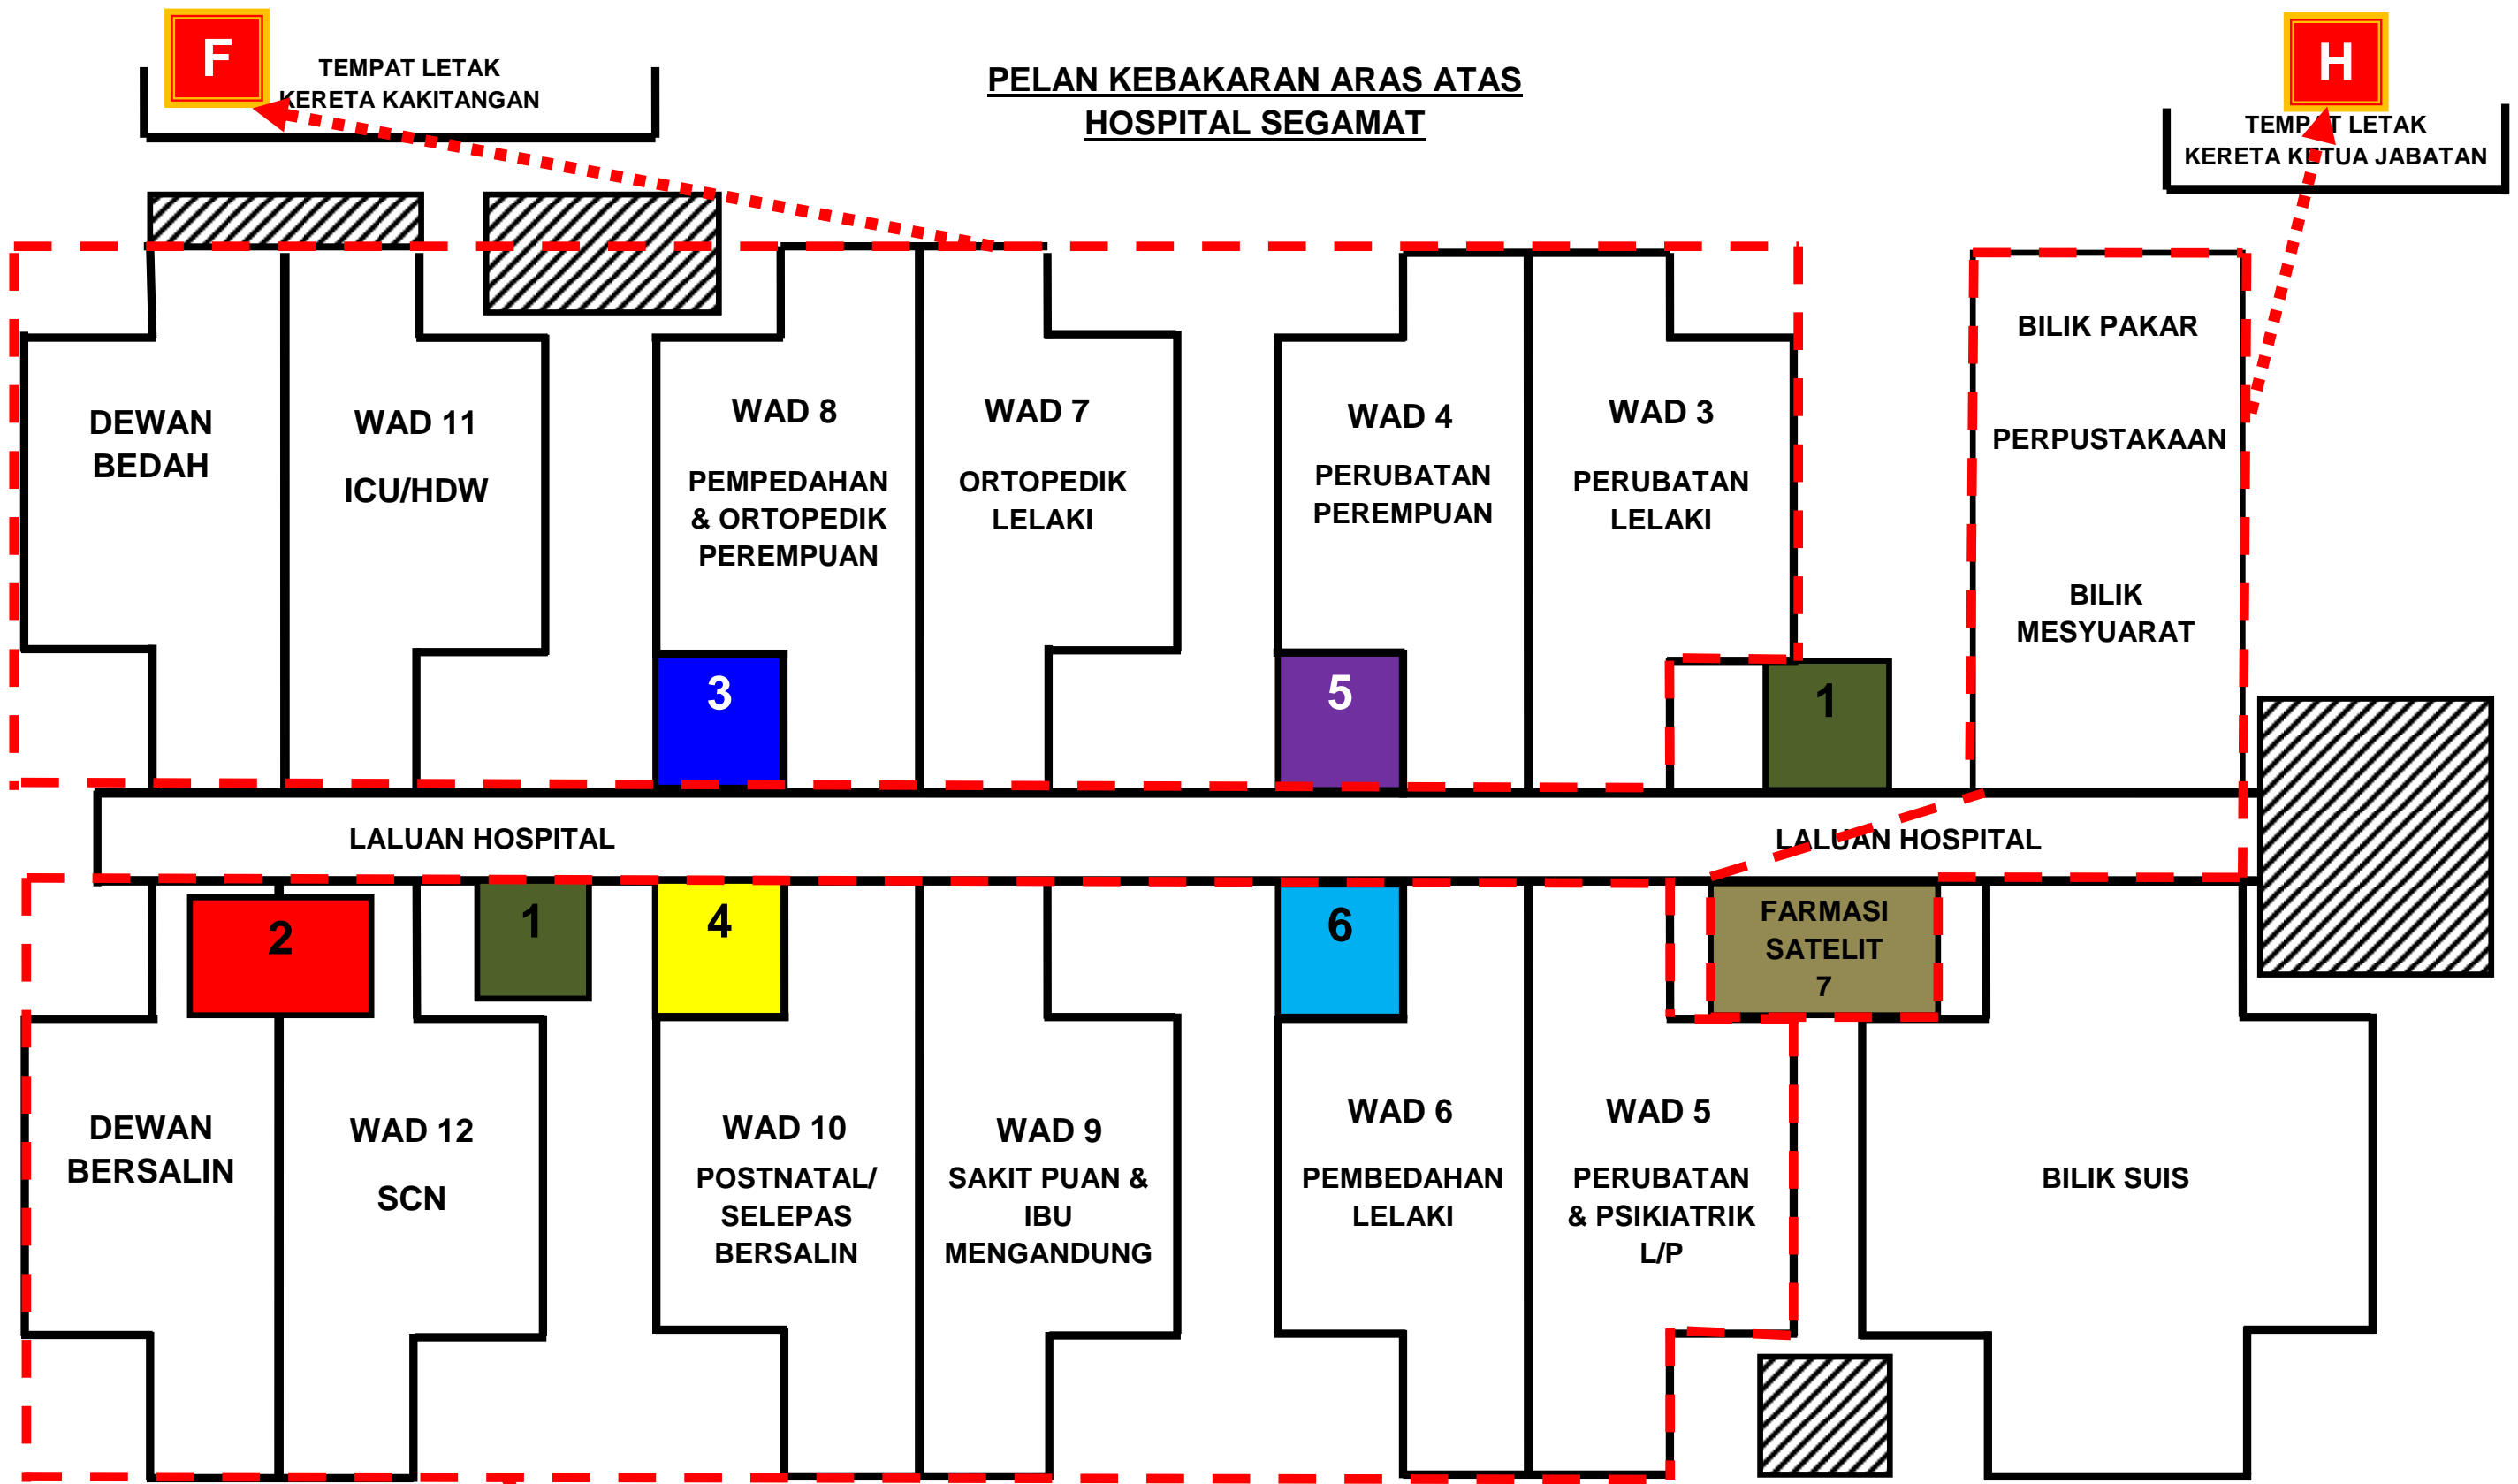 F
TEMPAT LETAK
KERETA KAKITANGAN
PELAN KEBAKARAN ARAS ATAS
HOSPITAL SEGAMAT
H
TEMPAT LETAK
KERETA KETUA JABATAN
DEWAN
BEDAH
WAD 11
ICU/HDW
WAD 8
PEMPEDAHAN
& ORTOPEDIK
PEREMPUAN
WAD 7
ORTOPEDIK
LELAKI
WAD 4
PERUBATAN
PEREMPUAN
WAD 3
PERUBATAN
LELAKI
BILIK PAKAR
PERPUSTAKAAN
BILIK
MESYUARAT
3
5
1
LALUAN HOSPITAL
LALUAN HOSPITAL
2
1
4
6
FARMASI
SATELIT
7
DEWAN
BERSALIN
WAD 12
SCN
WAD 10
POSTNATAL/
SELEPAS
BERSALIN
WAD 9
SAKIT PUAN &
IBU
MENGANDUNG
WAD 6
PEMBEDAHAN
LELAKI
WAD 5
PERUBATAN
& PSIKIATRIK
L/P
BILIK SUIS